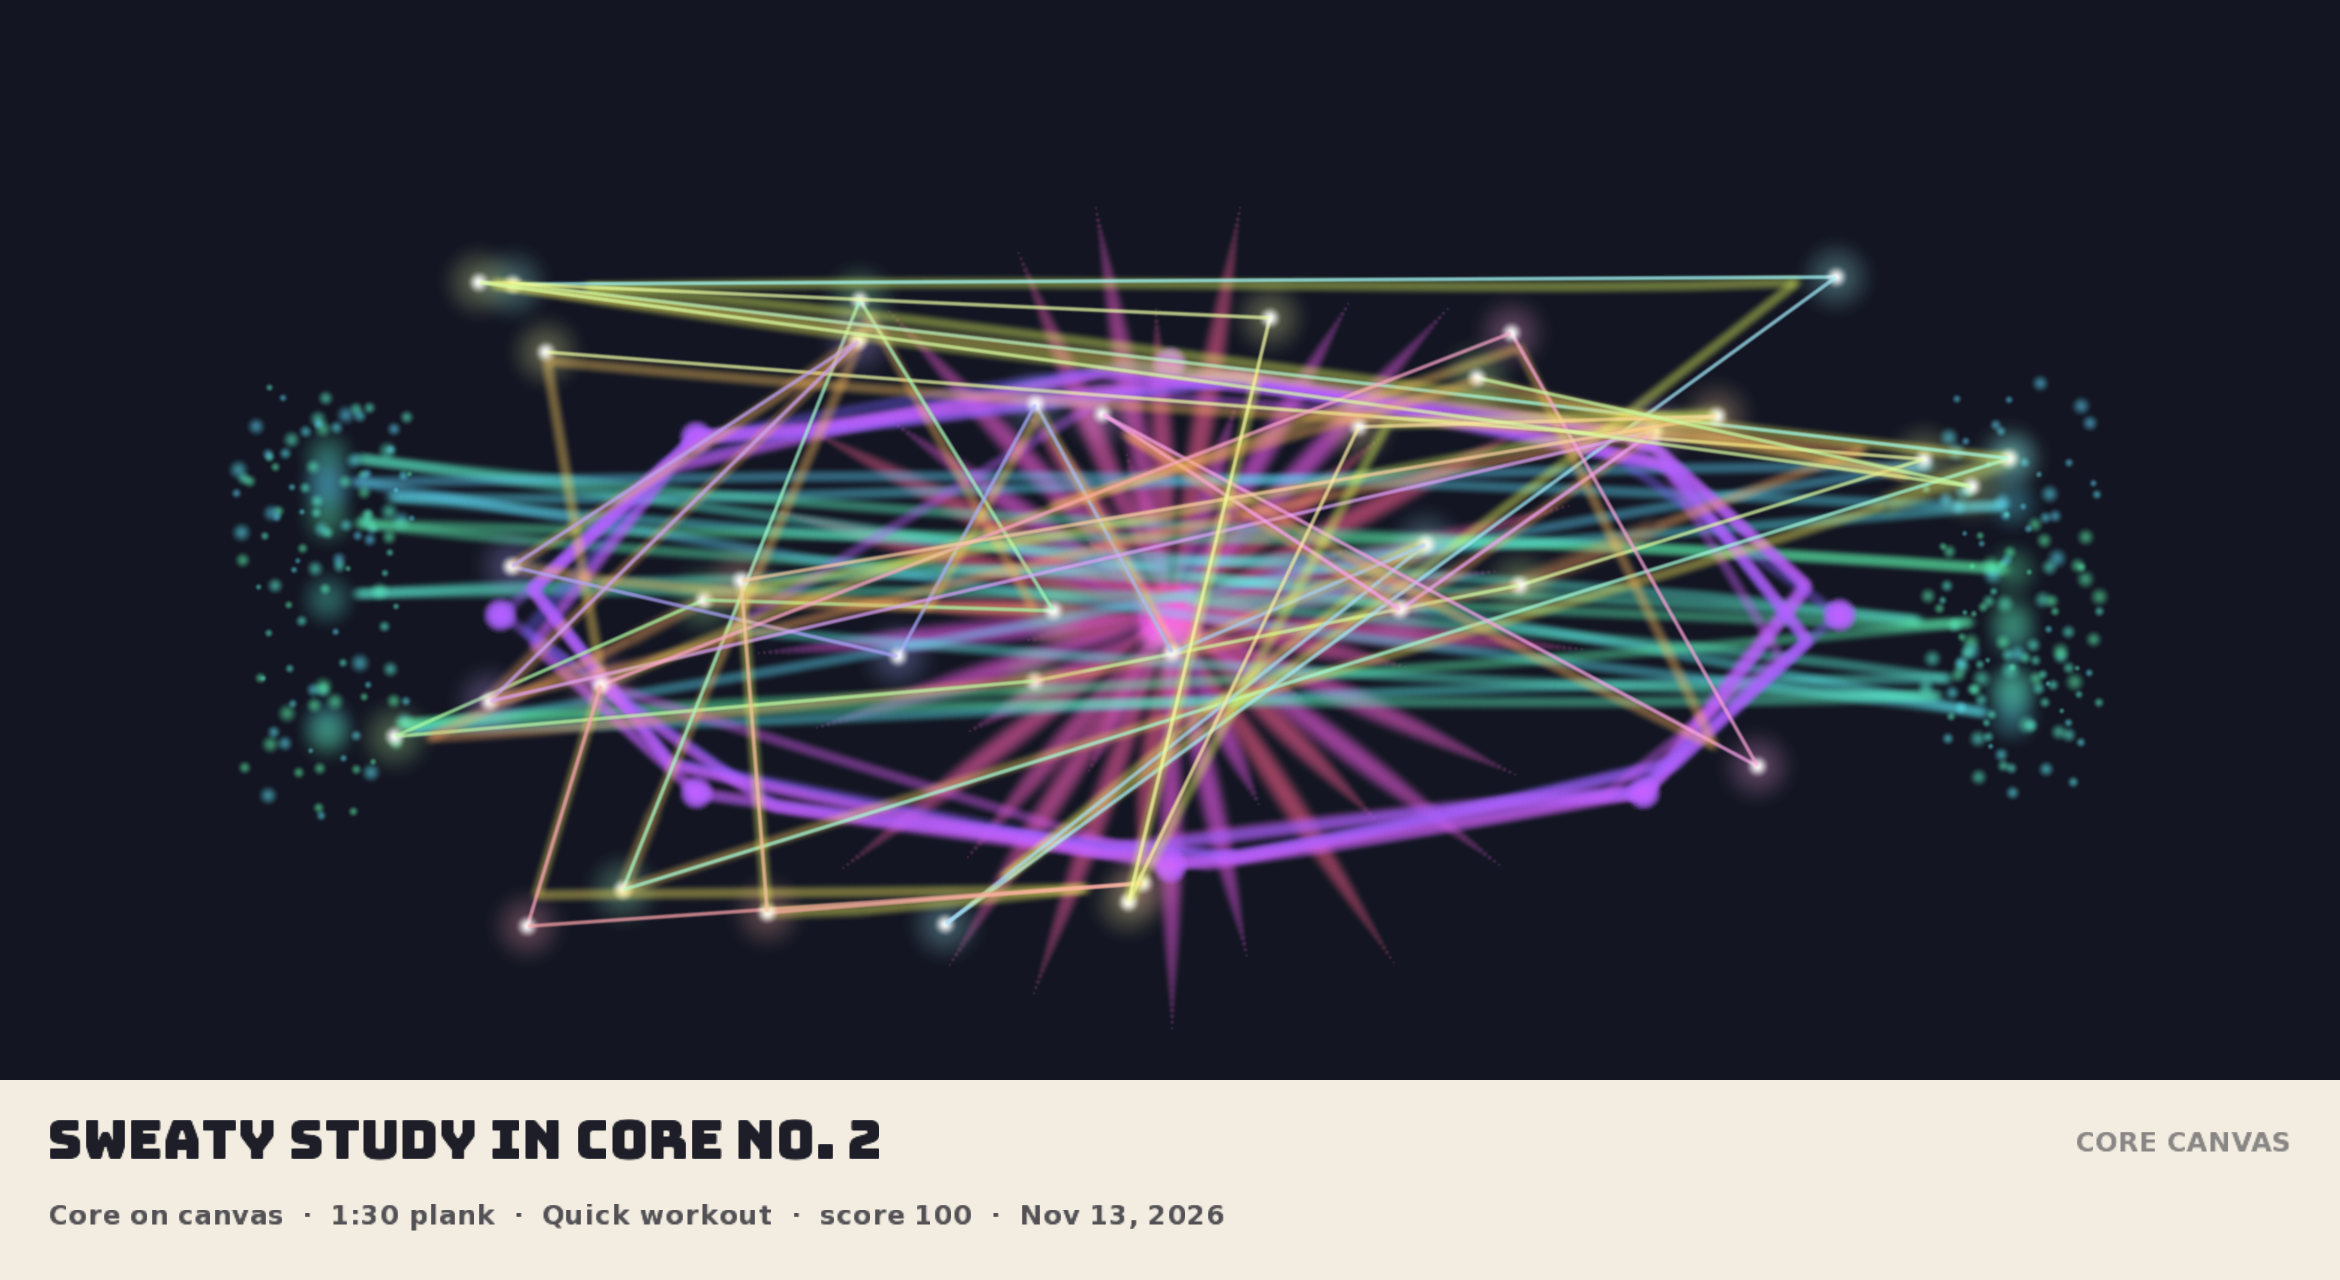 SWEATY STUDY IN CORE NO. 2
CORE CANVAS
Core on canvas · 1:30 plank · Quick workout · score 100 · Nov 13, 2026